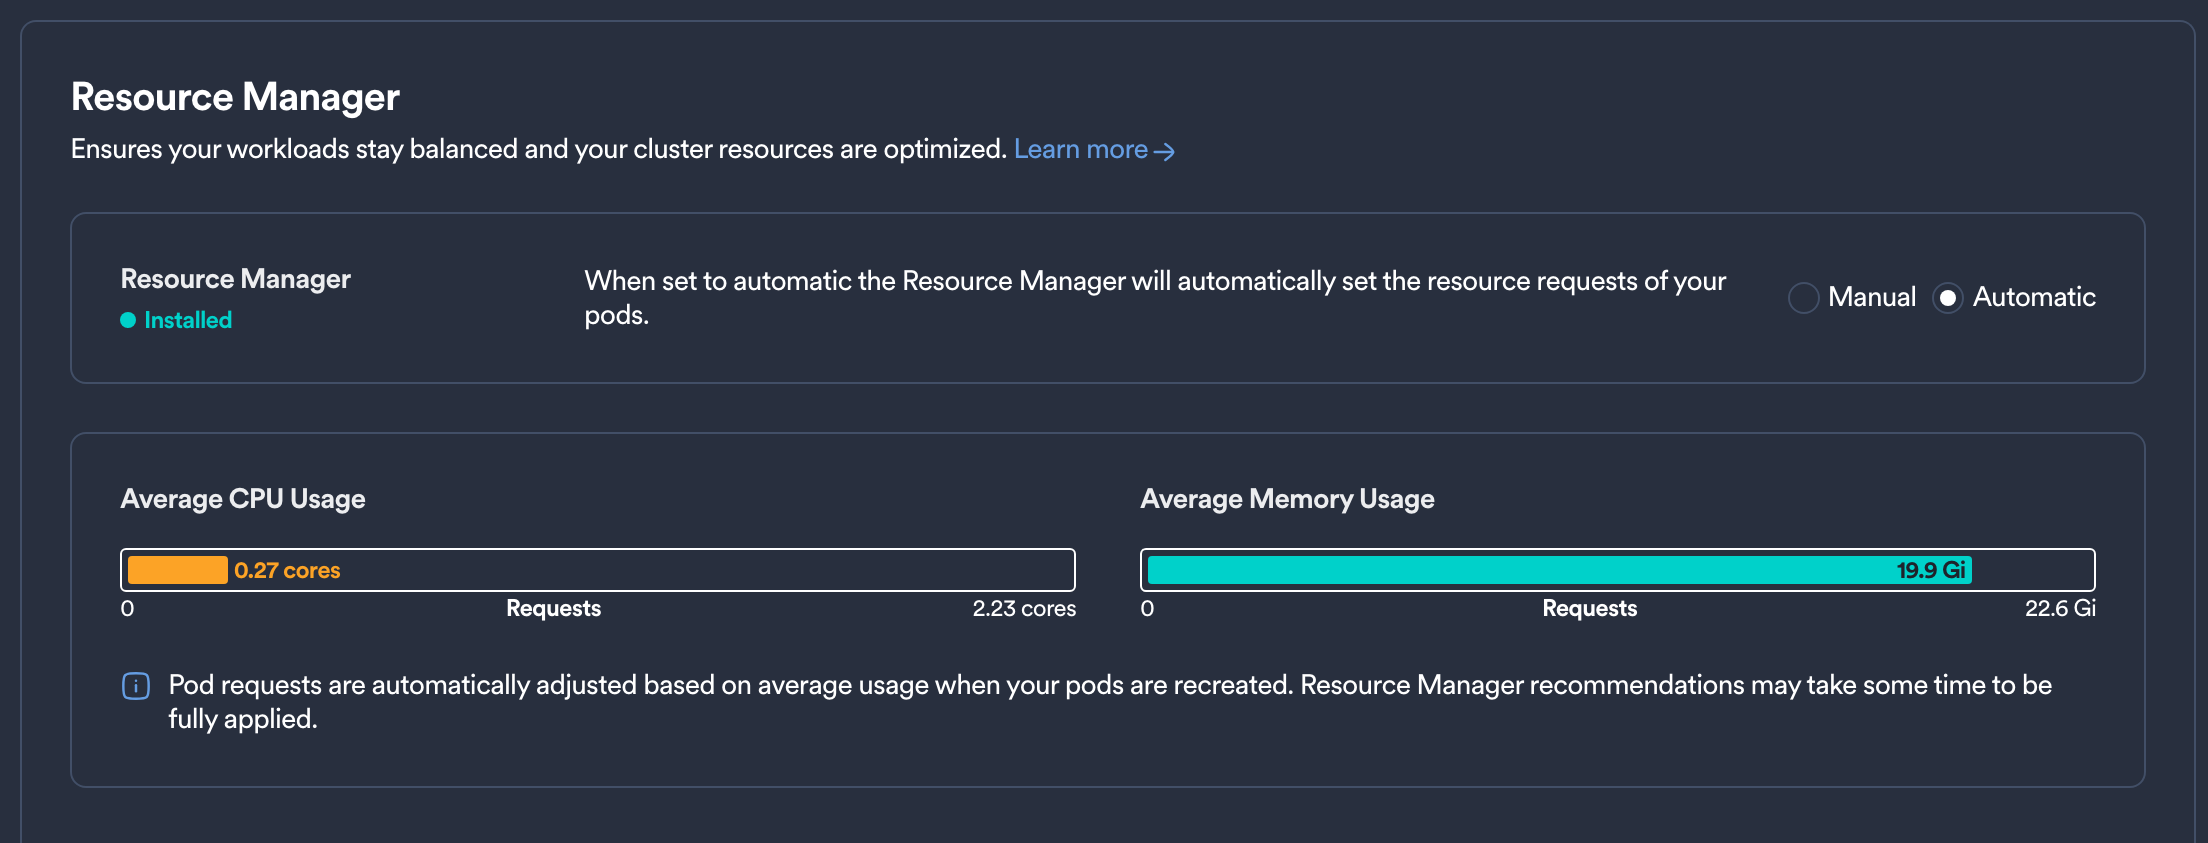 Resource Manager
Ensures your workloads stay balanced and your cluster resources are optimized. Learn more →
Resource Manager
Installed
When set to automatic the Resource Manager will automatically set the resource requests of your
pods.
Manual
Automatic
Average CPU Usage
0.27 cores
0 Requests 2.23 cores
Average Memory Usage
19.9 Gi
0 Requests 22.6 Gi
Pod requests are automatically adjusted based on average usage when your pods are recreated. Resource Manager recommendations may take some time to be
fully applied.